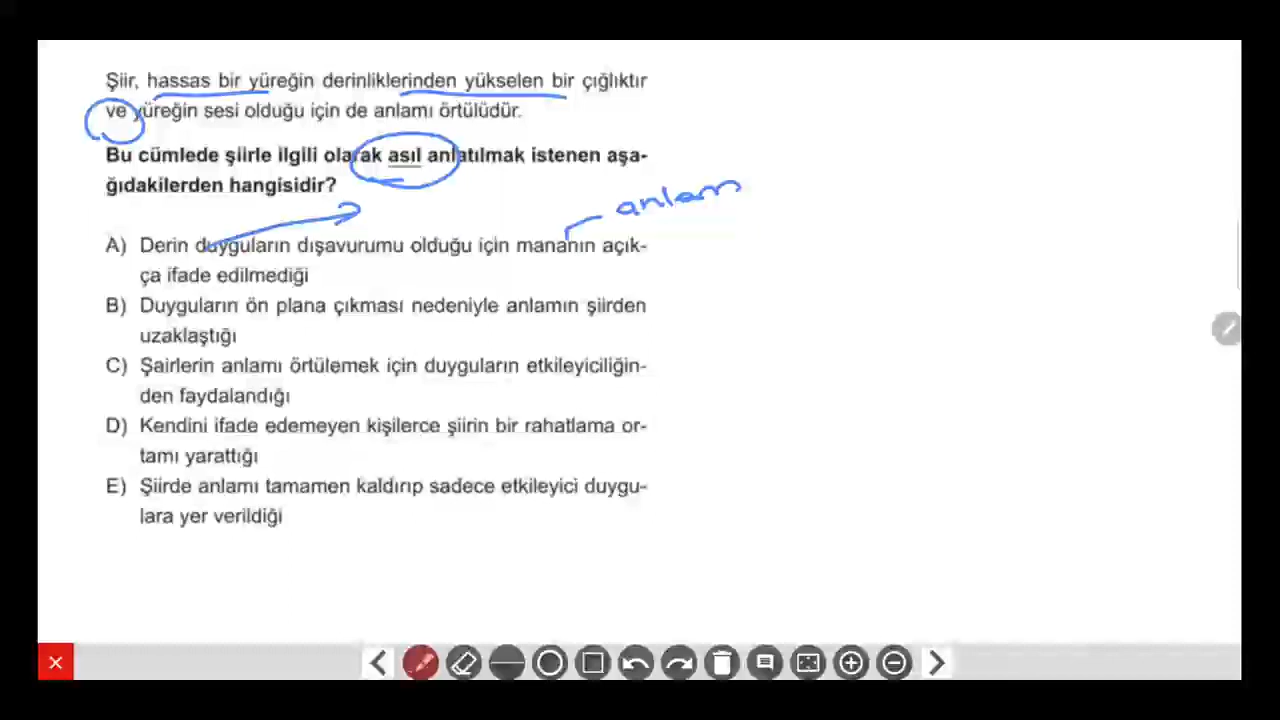 Şiir, hassas bir yüreğin derinliklerinden yükselen bir çığlıktır
ve yüreğin sesi olduğu için de anlamı örtülüdür.
Bu cümlede şiirle ilgili olarak asıl anlatılmak istenen aşa-
ğıdakilerden hangisidir?
anlam
A) Derin duyguların dışavurumu olduğu için mananın açık-
ça ifade edilmediği
B) Duyguların ön plana çıkması nedeniyle anlamın şiirden
uzaklaştığı
C) Şairlerin anlamı örtülemek için duyguların etkileyiciliğin-
den faydalandığı
D) Kendini ifade edemeyen kişilerce şiirin bir rahatlama or-
tamı yarattığı
E) Şiirde anlamı tamamen kaldırıp sadece etkileyici duygu-
lara yer verildiği